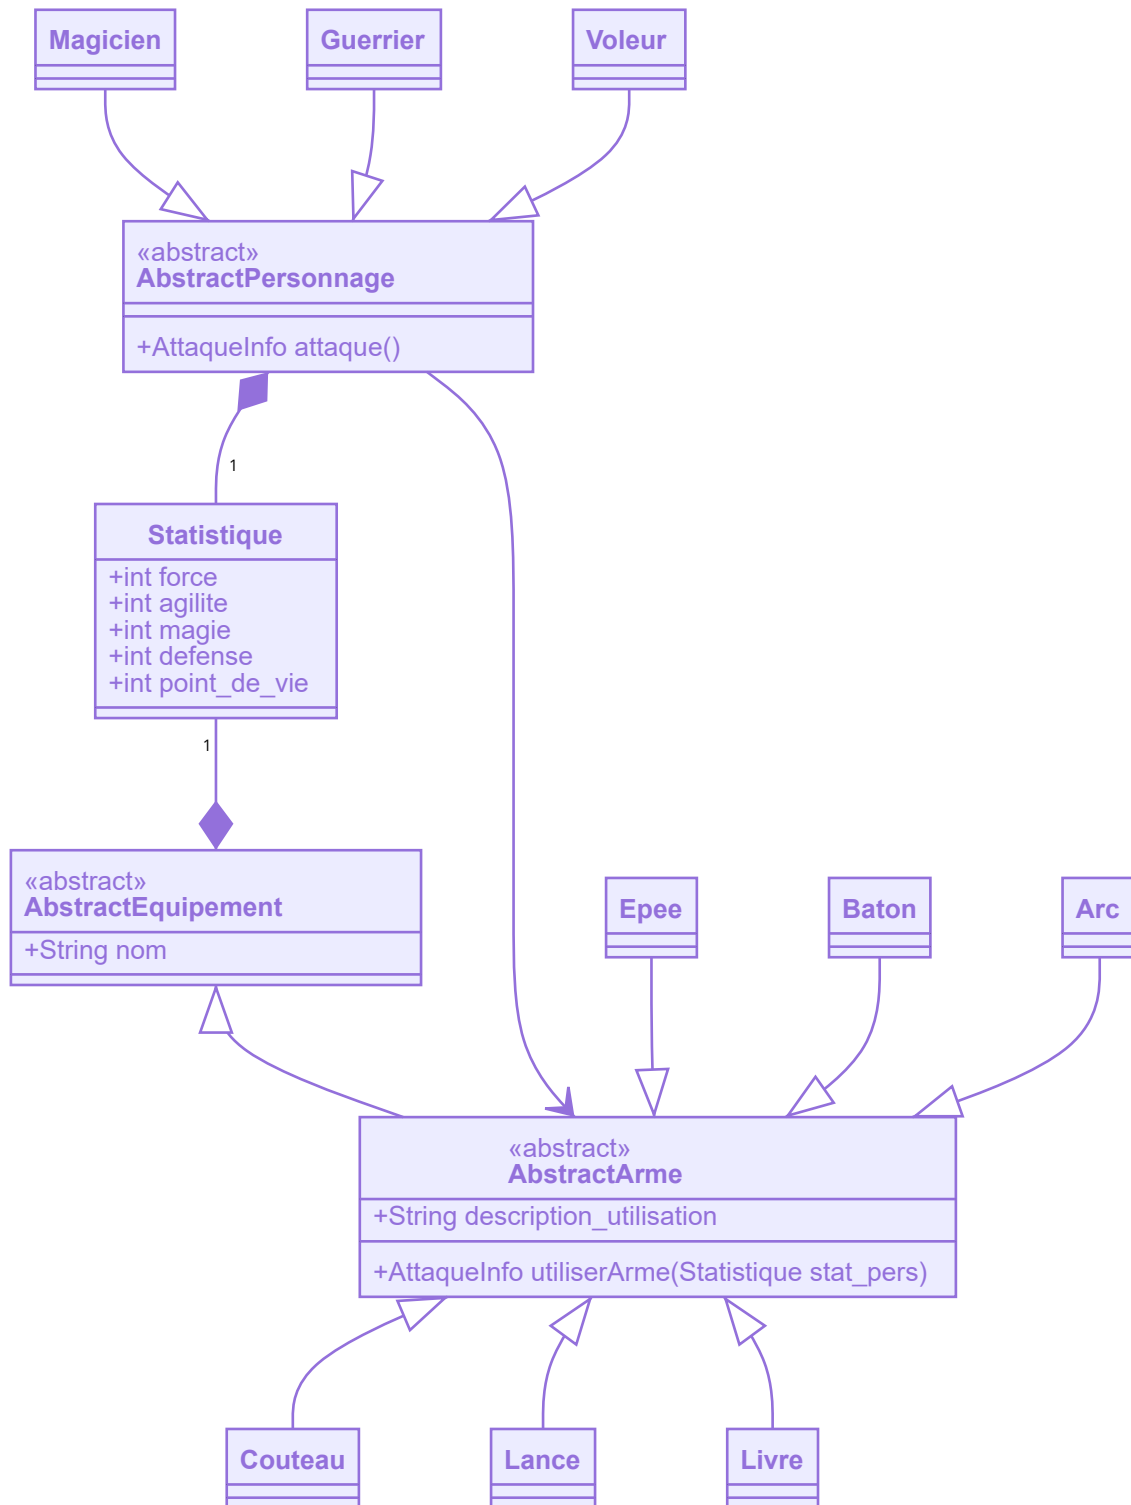 Magicien
Guerrier
Voleur
«abstract»
AbstractPersonnage
+AttaqueInfo attaque()
1
Statistique
+int force
+int agilite
+int magie
+int defense
+int point_de_vie
1
«abstract»
AbstractEquipement
+String nom
Epee
Baton
Arc
«abstract»
AbstractArme
+String description_utilisation
+AttaqueInfo utiliserArme(Statistique stat_pers)
Couteau
Lance
Livre